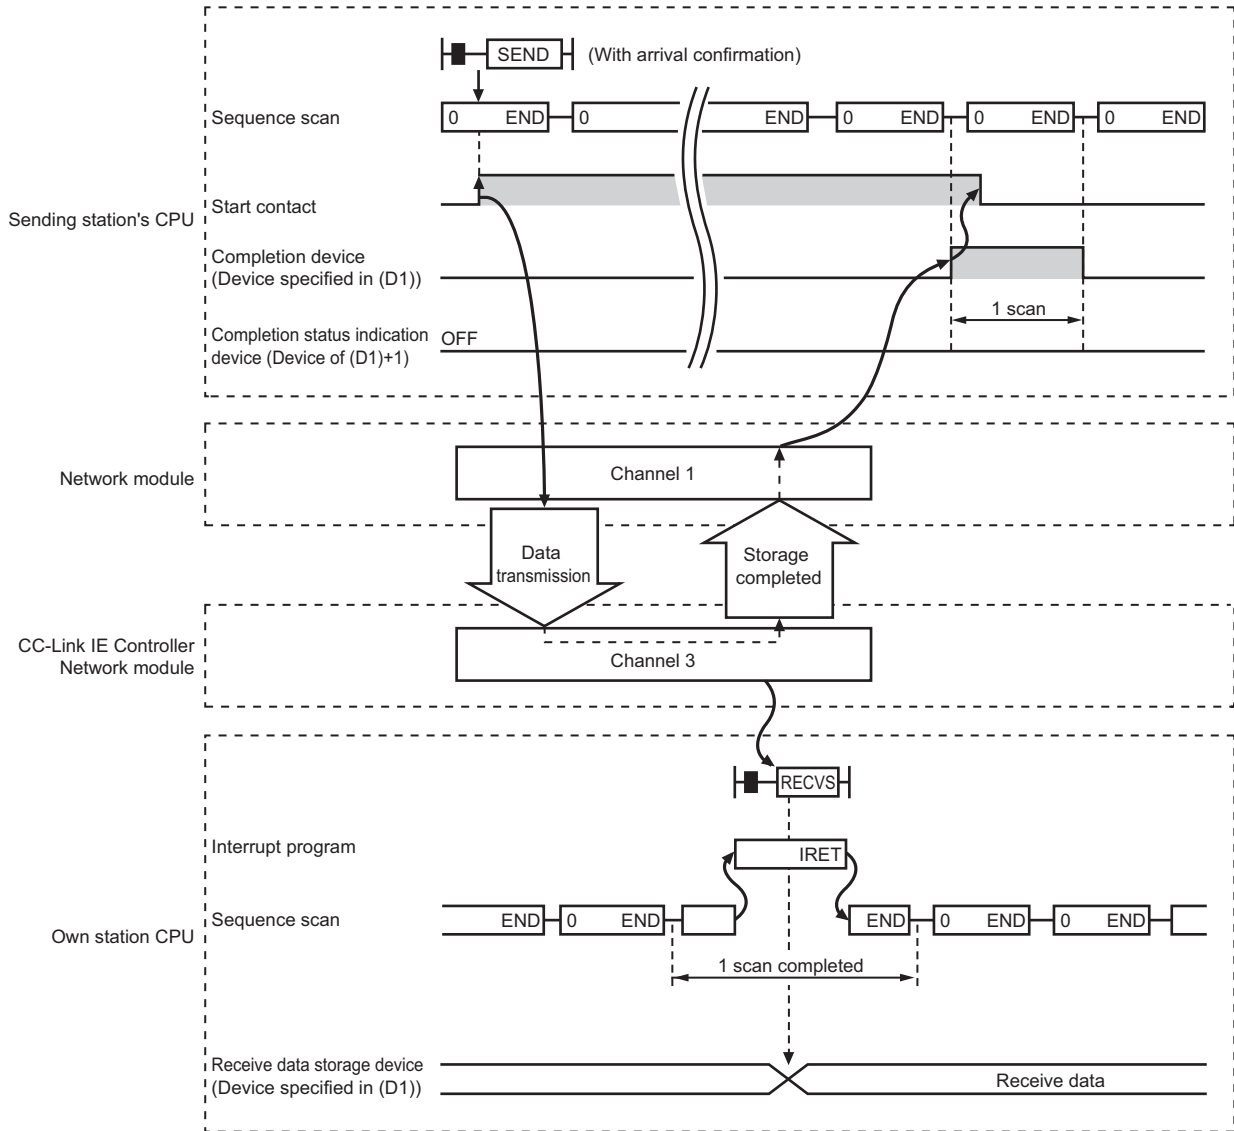 SEND (With arrival confirmation)
Sequence scan
0 END 0 END 0 END 0 END 0 END
Sending station's CPU
Start contact
Completion device
(Device specified in (D1))
1 scan
Completion status indication
device (Device of (D1)+1)
OFF
Network module
Channel 1
Data
transmission
Storage
completed
CC-Link IE Controller
Network module
Channel 3
RECVS
Interrupt program
IRET
Own station CPU
Sequence scan
END 0 END END 0 END 0 END
1 scan completed
Receive data storage device
(Device specified in (D1))
Receive data